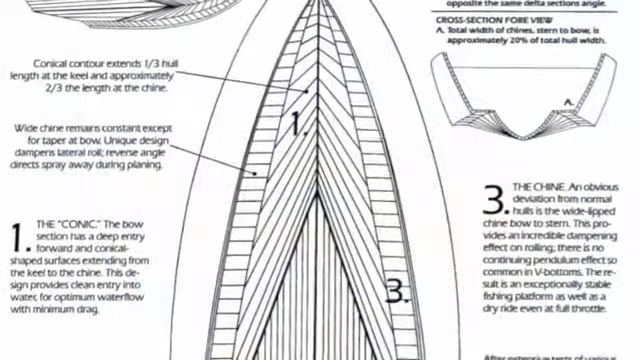 opposite the same delta sections angle.
CROSS-SECTION FORE VIEW
A. Total width of chines, stern to bow, is
approximately 20% of total hull width.
A.
Conical contour extends 1/3 hull
length at the keel and approximately
2/3 the length at the chine.
Wide chine remains constant except
for taper at bow. Unique design
dampens lateral roll; reverse angle
directs spray away during planing.
1.
1. THE "CONIC." The bow
section has a deep entry
forward and conical-
shaped surfaces extending from
the keel to the chine. This de-
sign provides clean entry into
water, for optimum waterflow
with minimum drag.
3.
3. THE CHINE. An obvious
deviation from normal
hulls is the wide-lipped
chine bow to stern. This pro-
vides an incredible dampening
effect on rolling; there is no
continuing pendulum effect so
common in V-bottoms. The re-
sult is an exceptionally stable
fishing platform as well as a
dry ride even at full throttle.
After extensive tests of various